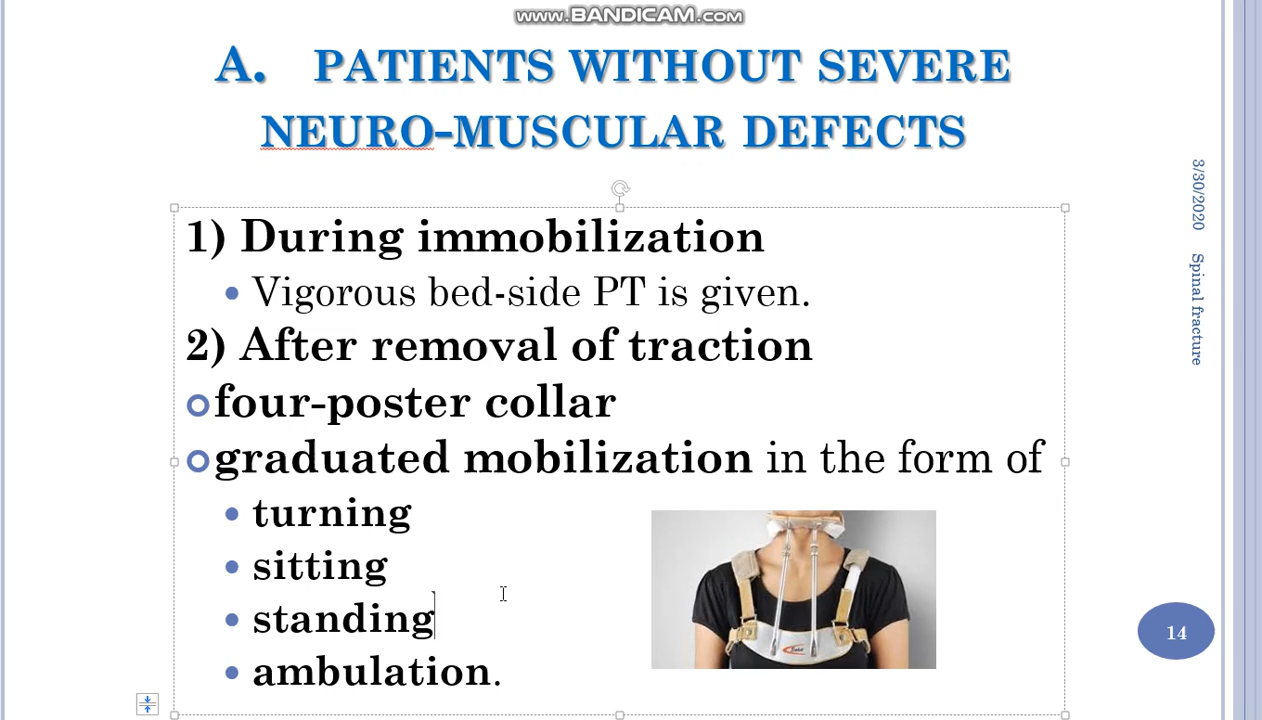 www.BANDICAM.com
A. PATIENTS WITHOUT SEVERE
NEURO-MUSCULAR DEFECTS
1) During immobilization
Vigorous bed-side PT is given.
2) After removal of traction
four-poster collar
graduated mobilization in the form of
turning
sitting
standing
ambulation.
3/30/2020
Spinal fracture
14